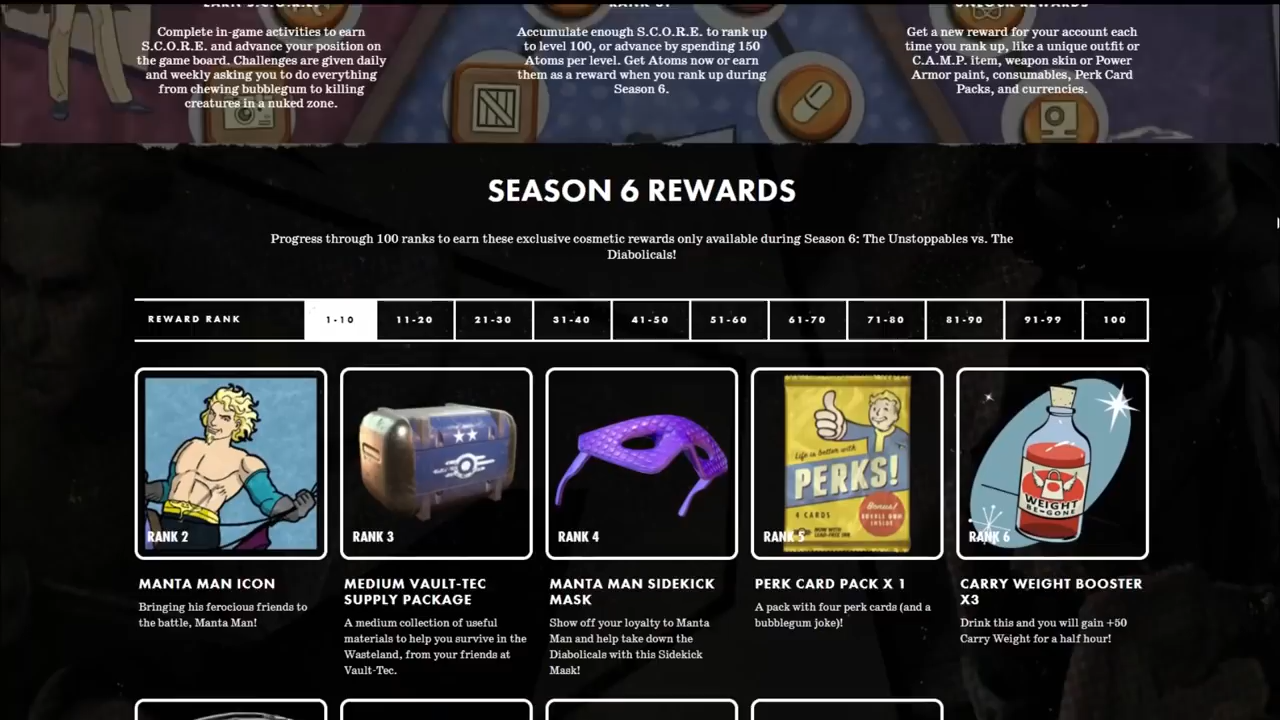 Complete in-game activities to earn
S.C.O.R.E. and advance your position on
the game board. Challenges are given daily
and weekly asking you to do everything
from chewing bubblegum to killing
creatures in a nuked zone.
Accumulate enough S.C.O.R.E. to rank up
to level 100, or advance by spending 150
Atoms per level. Get Atoms now or earn
them as a reward when you rank up during
Season 6.
Get a new reward for your account each
time you rank up, like a unique outfit or
C.A.M.P. item, weapon skin or Power
Armor paint, consumables, Perk Card
Packs, and currencies.
SEASON 6 REWARDS
Progress through 100 ranks to earn these exclusive cosmetic rewards only available during Season 6: The Unstoppables vs. The
Diabolicals!
REWARD RANK 1-10 11-20 21-30 31-40 41-50 51-60 61-70 71-80 81-90 91-99 100
RANK 2
MANTA MAN ICON
Bringing his ferocious friends to
the battle, Manta Man!
RANK 3
MEDIUM VAULT-TEC
SUPPLY PACKAGE
A medium collection of useful
materials to help you survive in the
Wasteland, from your friends at
Vault-Tec.
RANK 4
MANTA MAN SIDEKICK
MASK
Show off your loyalty to Manta
Man and help take down the
Diabolicals with this Sidekick
Mask!
Life is better with
PERKS!
4 CARDS
Bonus!
RANK 5
PERK CARD PACK X 1
A pack with four perk cards (and a
bubblegum joke)!
WEIGHT
BE-GONE
RANK 6
CARRY WEIGHT BOOSTER
X3
Drink this and you will gain +50
Carry Weight for a half hour!